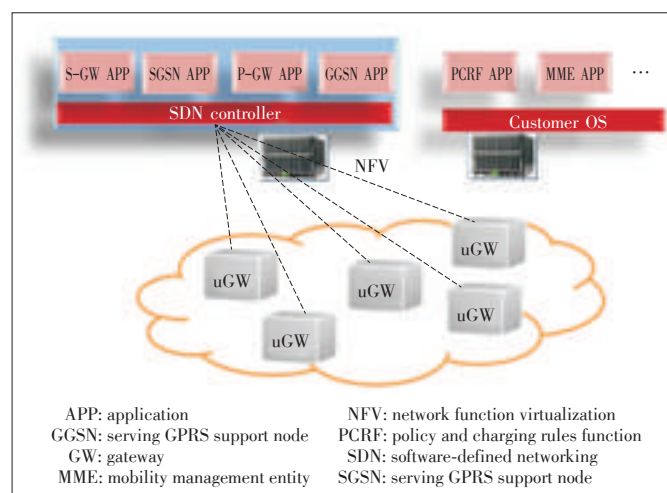 S-GW APP SGSN APP P-GW APP GGSN APP
SDN controller
PCRF APP MME APP ...
Customer OS
NFV
uGW
uGW
uGW
uGW
uGW
APP: application
GGSN: serving GPRS support node
GW: gateway
MME: mobility management entity
NFV: network function virtualization
PCRF: policy and charging rules function
SDN: software-defined networking
SGSN: serving GPRS support node